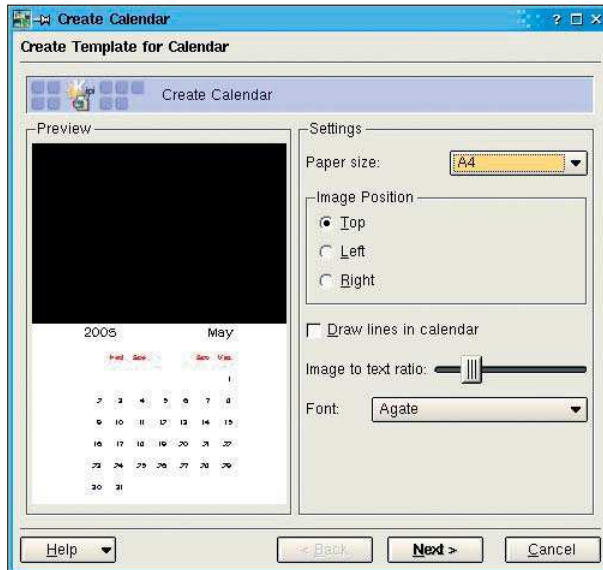 Create Calendar
Create Template for Calendar
Create Calendar
Preview
2005 May
1
2 3 4 5 6 7 8
9 10 11 12 13 14 15
16 17 18 19 20 21 22
23 24 25 26 27 28 29
30 31
Settings
Paper size: A4
Image Position
Top
Left
Right
Draw lines in calendar
Image to text ratio:
Font: Agate
Help
< Back
Next >
Cancel